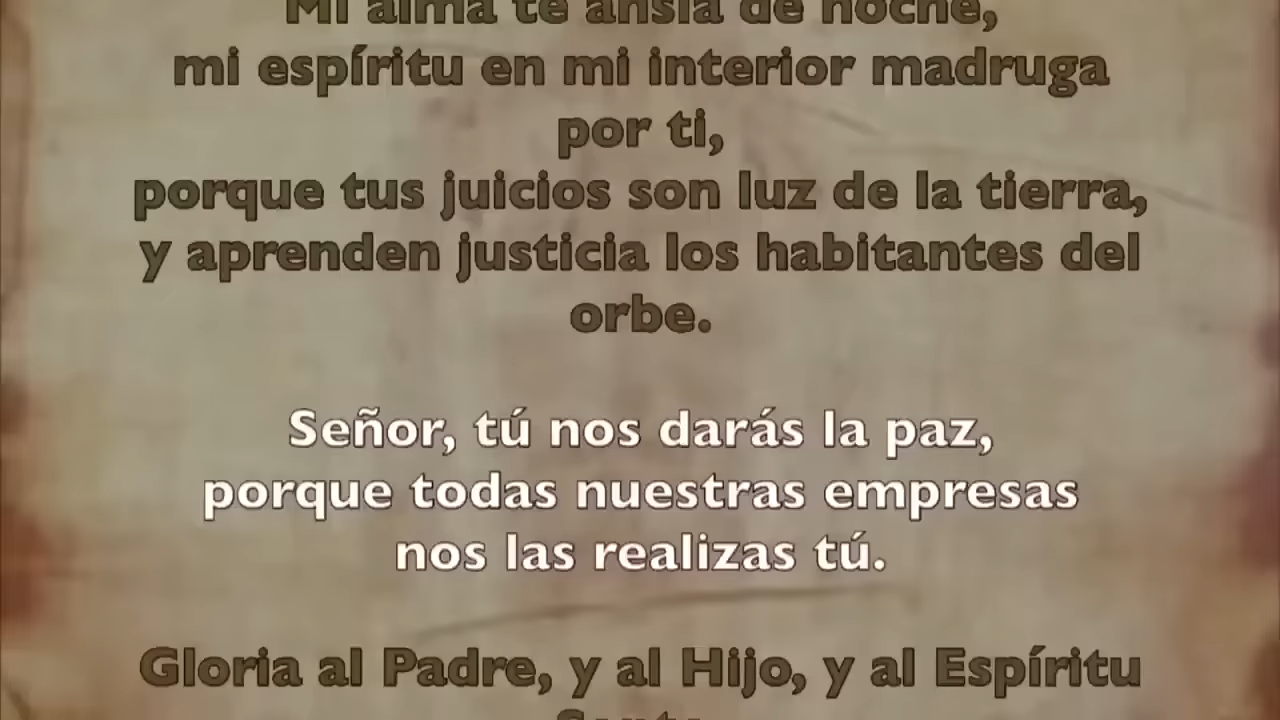 Mi alma te ansía de noche,
mi espíritu en mi interior madruga
por ti,
porque tus juicios son luz de la tierra,
y aprenden justicia los habitantes del
orbe.
Señor, tú nos darás la paz,
porque todas nuestras empresas
nos las realizas tú.
Gloria al Padre, y al Hijo, y al Espíritu